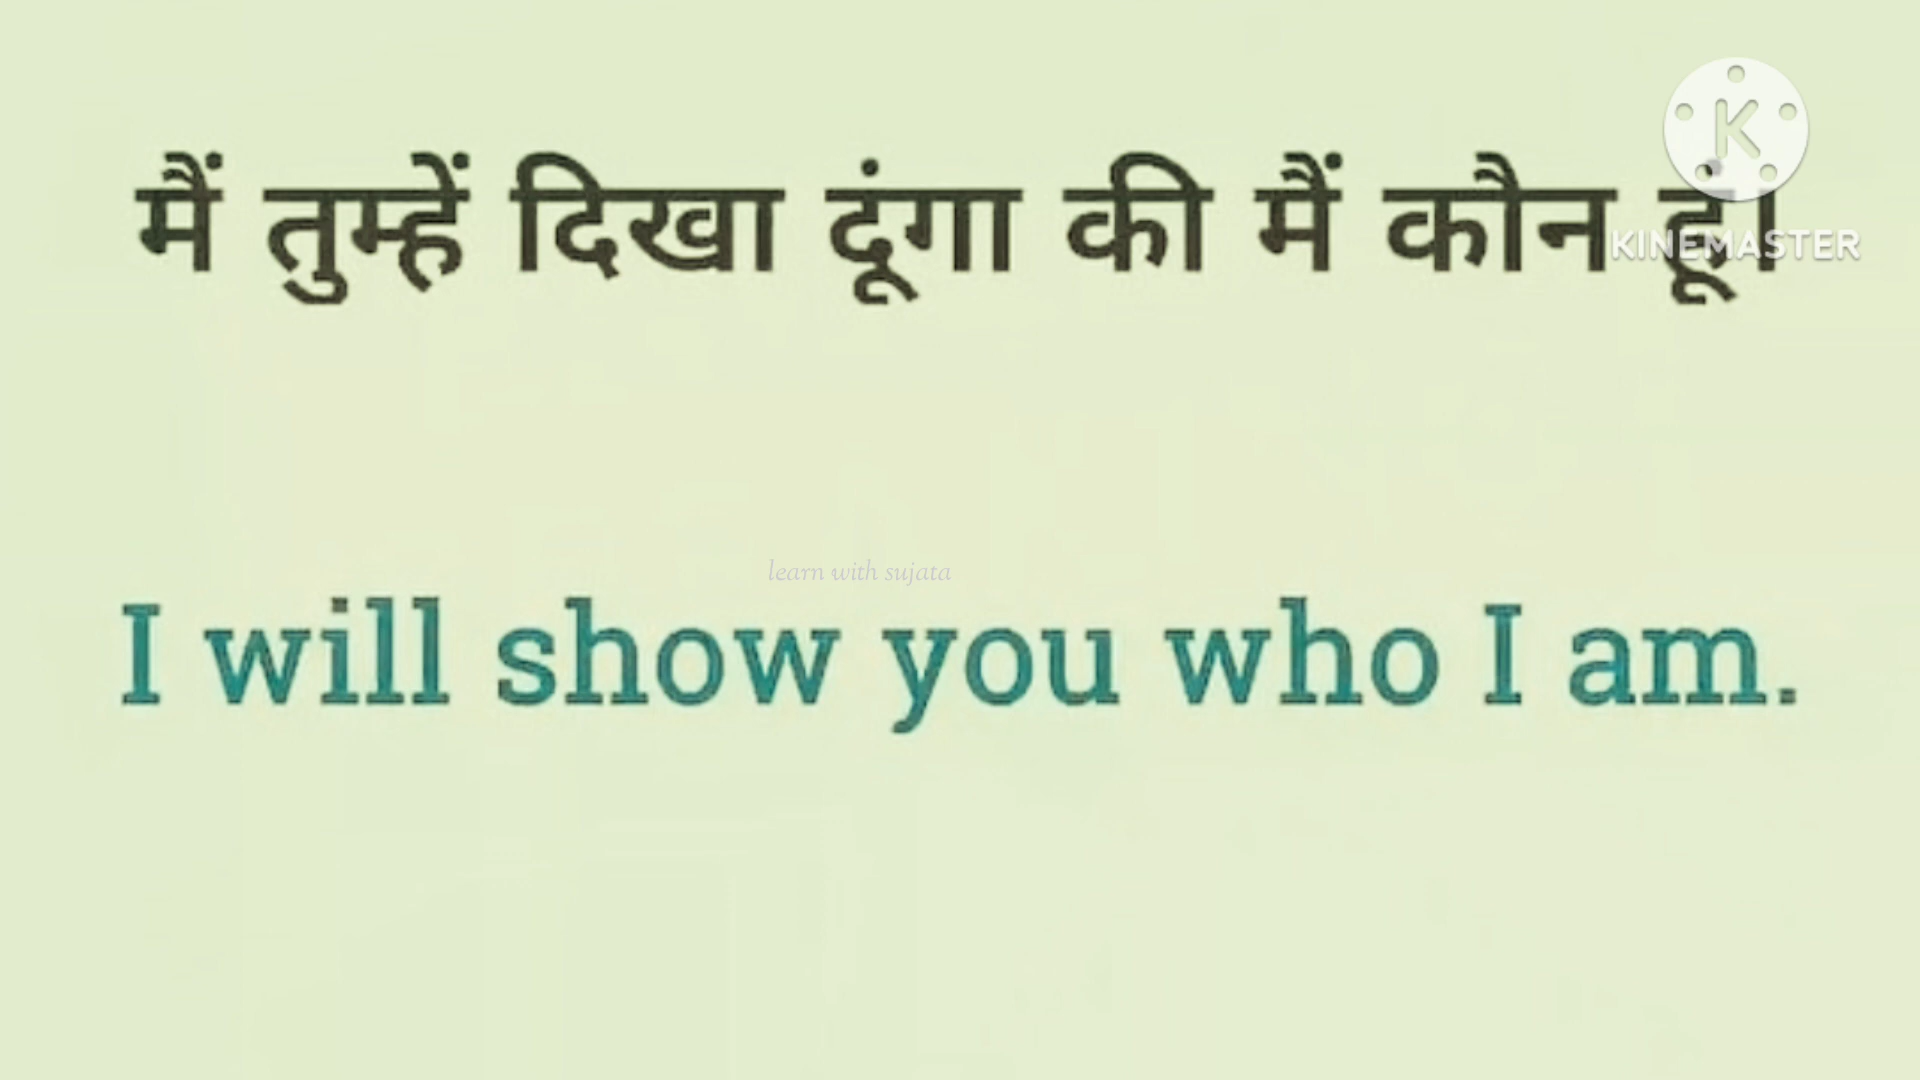 मैं तुम्हें दिखा दूंगा की मैं कौन हूं।
KINEMASTER
learn with sujata
I will show you who I am.